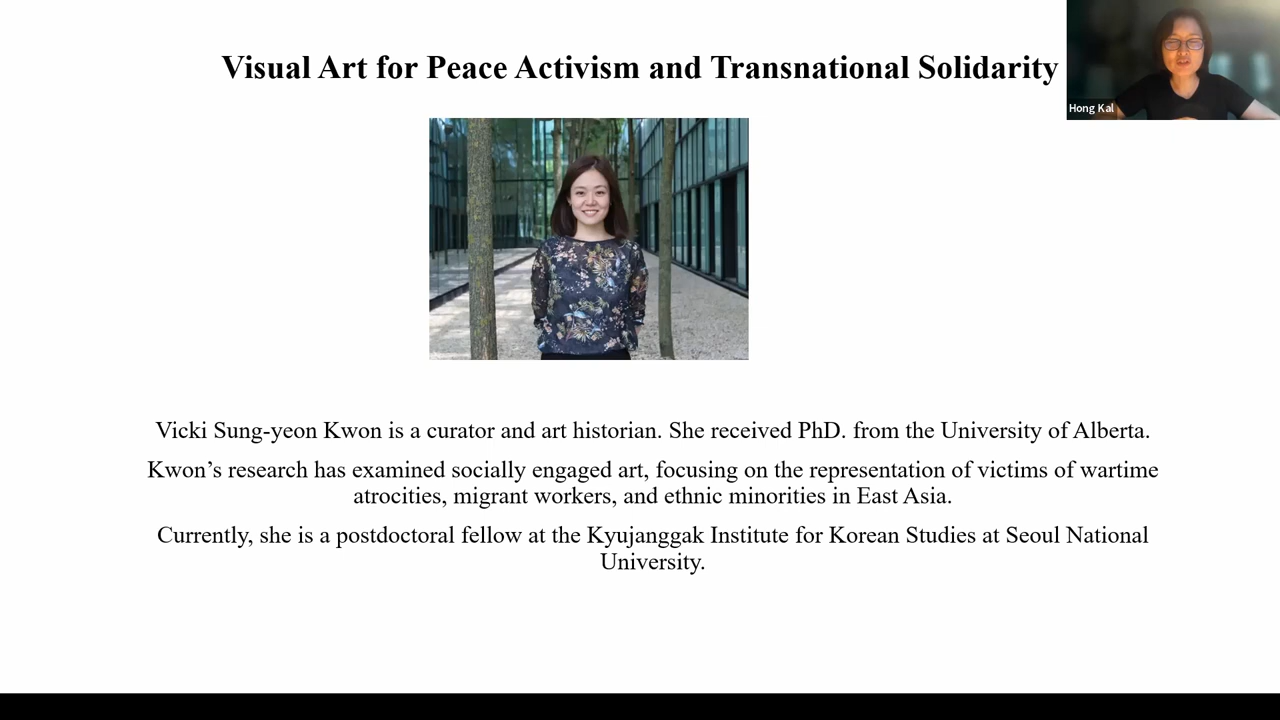 Visual Art for Peace Activism and Transnational Solidarity
Hong Kal
Vicki Sung-yeon Kwon is a curator and art historian. She received PhD. from the University of Alberta.
Kwon’s research has examined socially engaged art, focusing on the representation of victims of wartime
atrocities, migrant workers, and ethnic minorities in East Asia.
Currently, she is a postdoctoral fellow at the Kyujanggak Institute for Korean Studies at Seoul National
University.